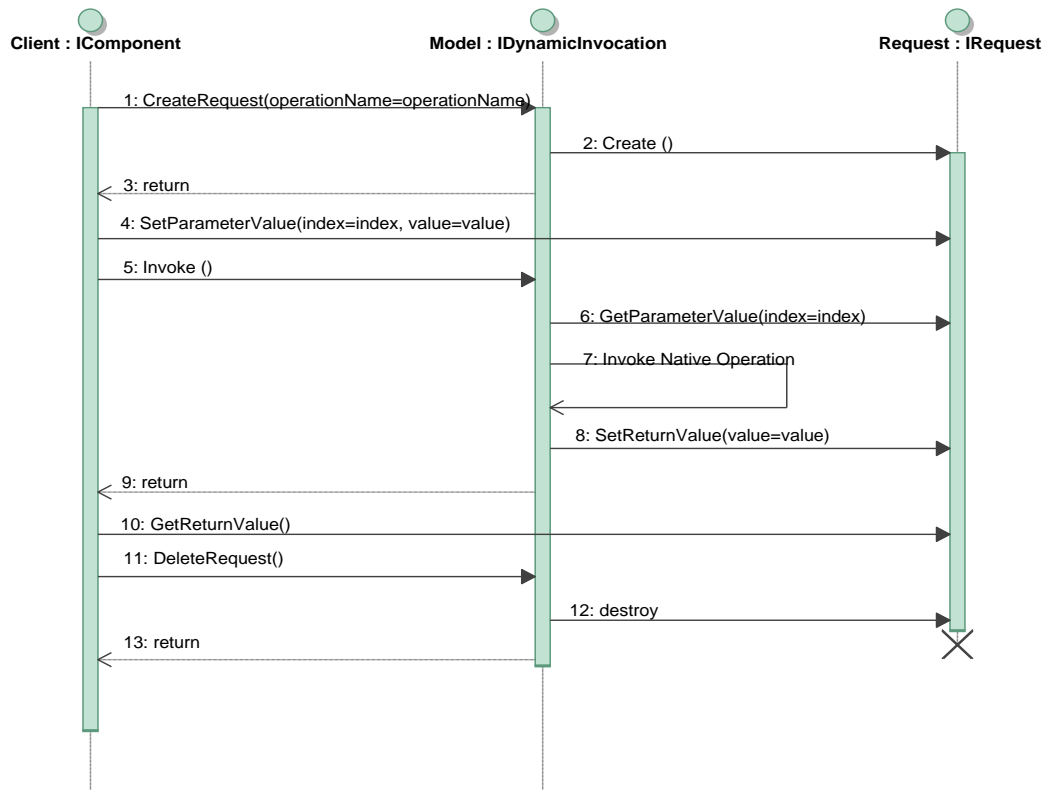 Client : IComponent
Model : IDynamicInvocation
Request : IRequest
1: CreateRequest(operationName=operationName)
2: Create ()
3: return
4: SetParameterValue(index=index, value=value)
5: Invoke ()
6: GetParameterValue(index=index)
7: Invoke Native Operation
8: SetReturnValue(value=value)
9: return
10: GetReturnValue()
11: DeleteRequest()
12: destroy
13: return